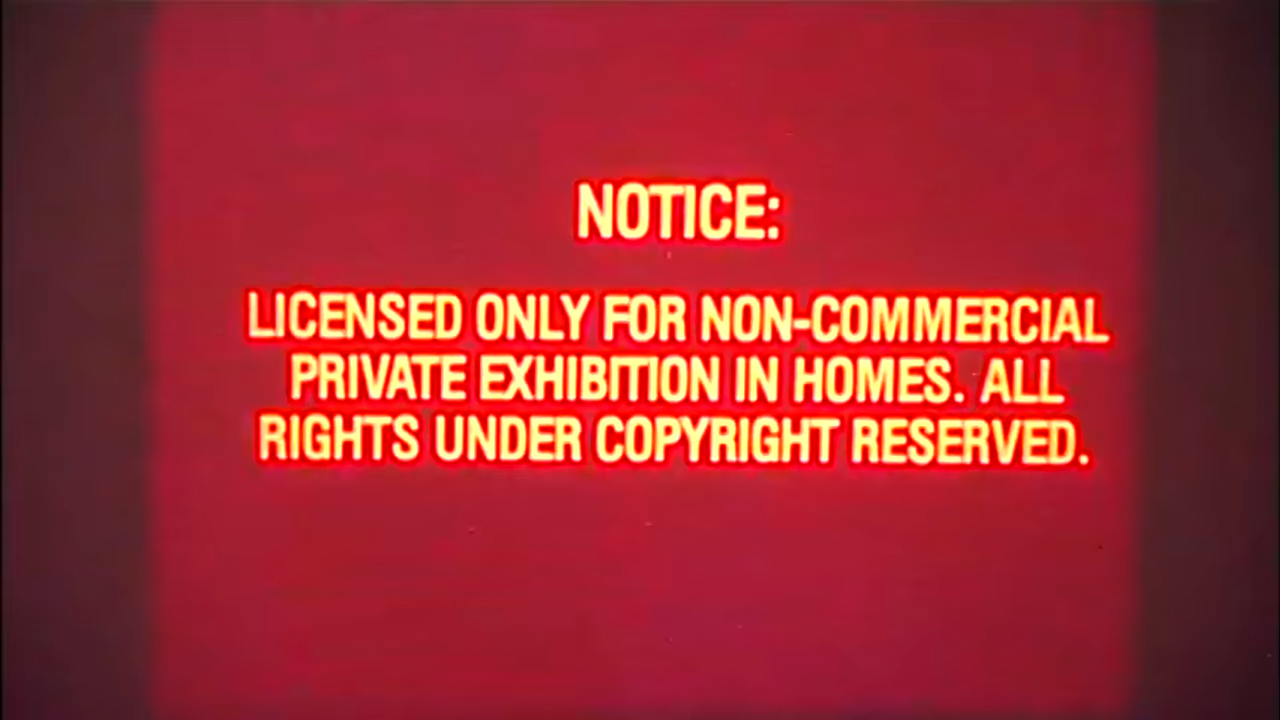 NOTICE:
LICENSED ONLY FOR NON-COMMERCIAL
PRIVATE EXHIBITION IN HOMES. ALL
RIGHTS UNDER COPYRIGHT RESERVED.